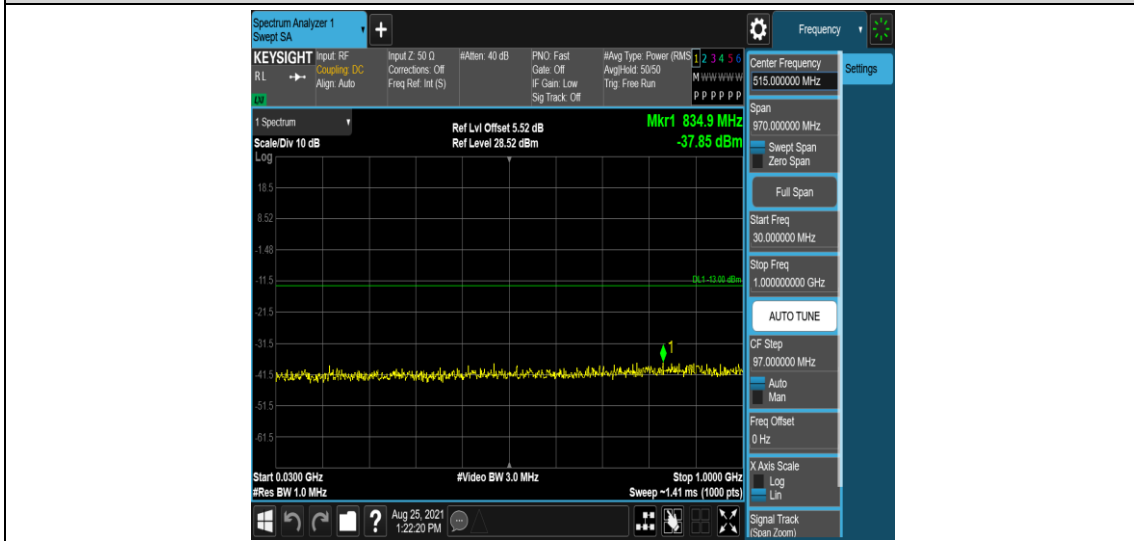 Spectrum Analyzer 1
Swept SA
+
Frequency
KEYSIGHT
RL
Input: RF
Coupling: DC
Align: Auto
Input Z: 50 Ω
Corrections: Off
Freq Ref: Int (S)
#Atten: 40 dB
PNO: Fast
Gate: Off
IF Gain: Low
Sig Track: Off
#Avg Type: Power (RMS
Avg|Hold: 50/50
Trig: Free Run
1 2 3 4 5 6
M W W W W W
P P P P P P
1 Spectrum
Scale/Div 10 dB
Log
Ref Lvl Offset 5.52 dB
Ref Level 28.52 dBm
Mkr1 834.9 MHz
-37.85 dBm
18.5
8.52
-1.48
-11.5
-21.5
-31.5
-41.5
-51.5
-61.5
DL1 -13.00 dBm
1
Start 0.0300 GHz
#Res BW 1.0 MHz
#Video BW 3.0 MHz
Stop 1.0000 GHz
Sweep ~1.41 ms (1000 pts)
?
Aug 25, 2021
1:22:20 PM
Center Frequency
515.000000 MHz
Settings
Span
970.000000 MHz
Swept Span
Zero Span
Full Span
Start Freq
30.000000 MHz
Stop Freq
1.000000000 GHz
AUTO TUNE
CF Step
97.000000 MHz
Auto
Man
Freq Offset
0 Hz
X Axis Scale
Log
Lin
Signal Track
(Span Zoom)